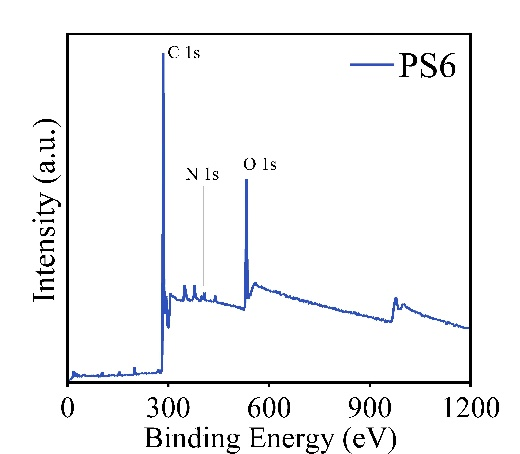 C 1s
PS6
N 1s
O 1s
Intensity (a.u.)
0 300 600 900 1200
Binding Energy (eV)